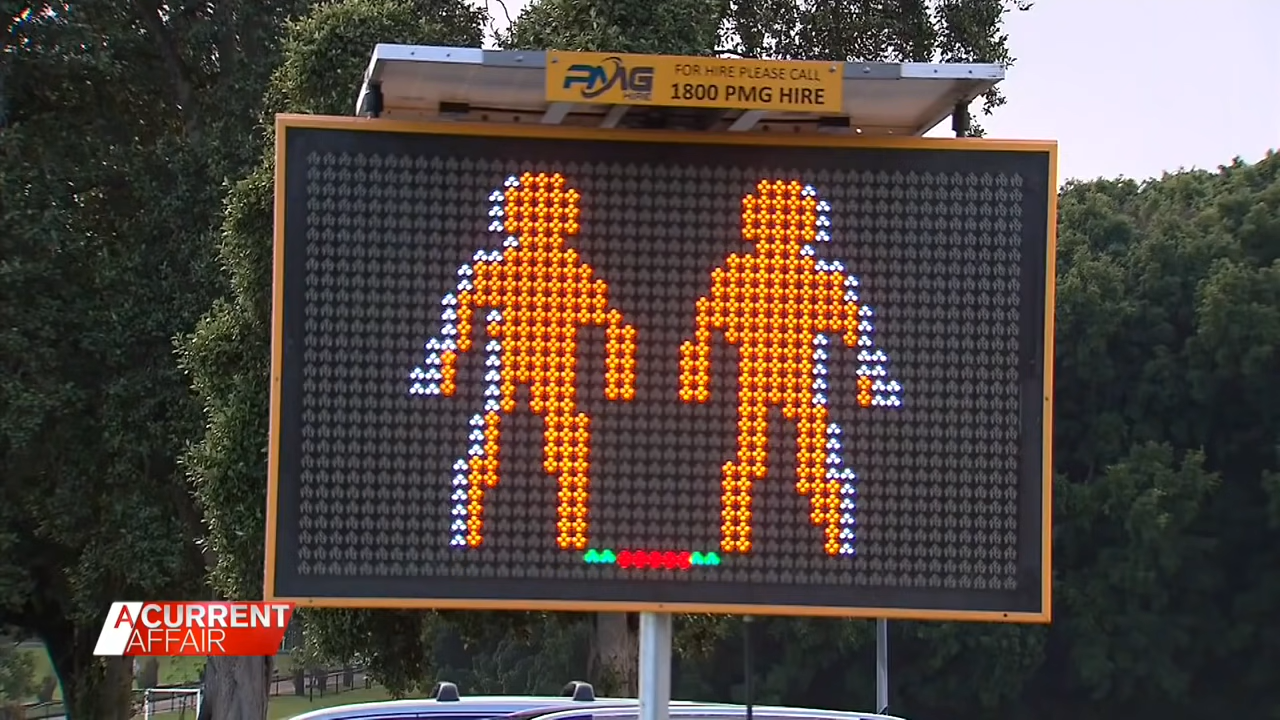 PMG
HIRE
FOR HIRE PLEASE CALL
1800 PMG HIRE
A CURRENT
AFFAIR